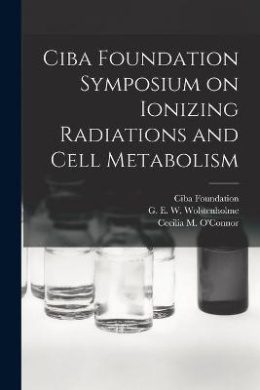 Ciba Foundation
Symposium on
Ionizing
Radiations and
Cell Metabolism
Ciba Foundation
G. E. W. Wolstenholme
Cecilia M. O'Connor